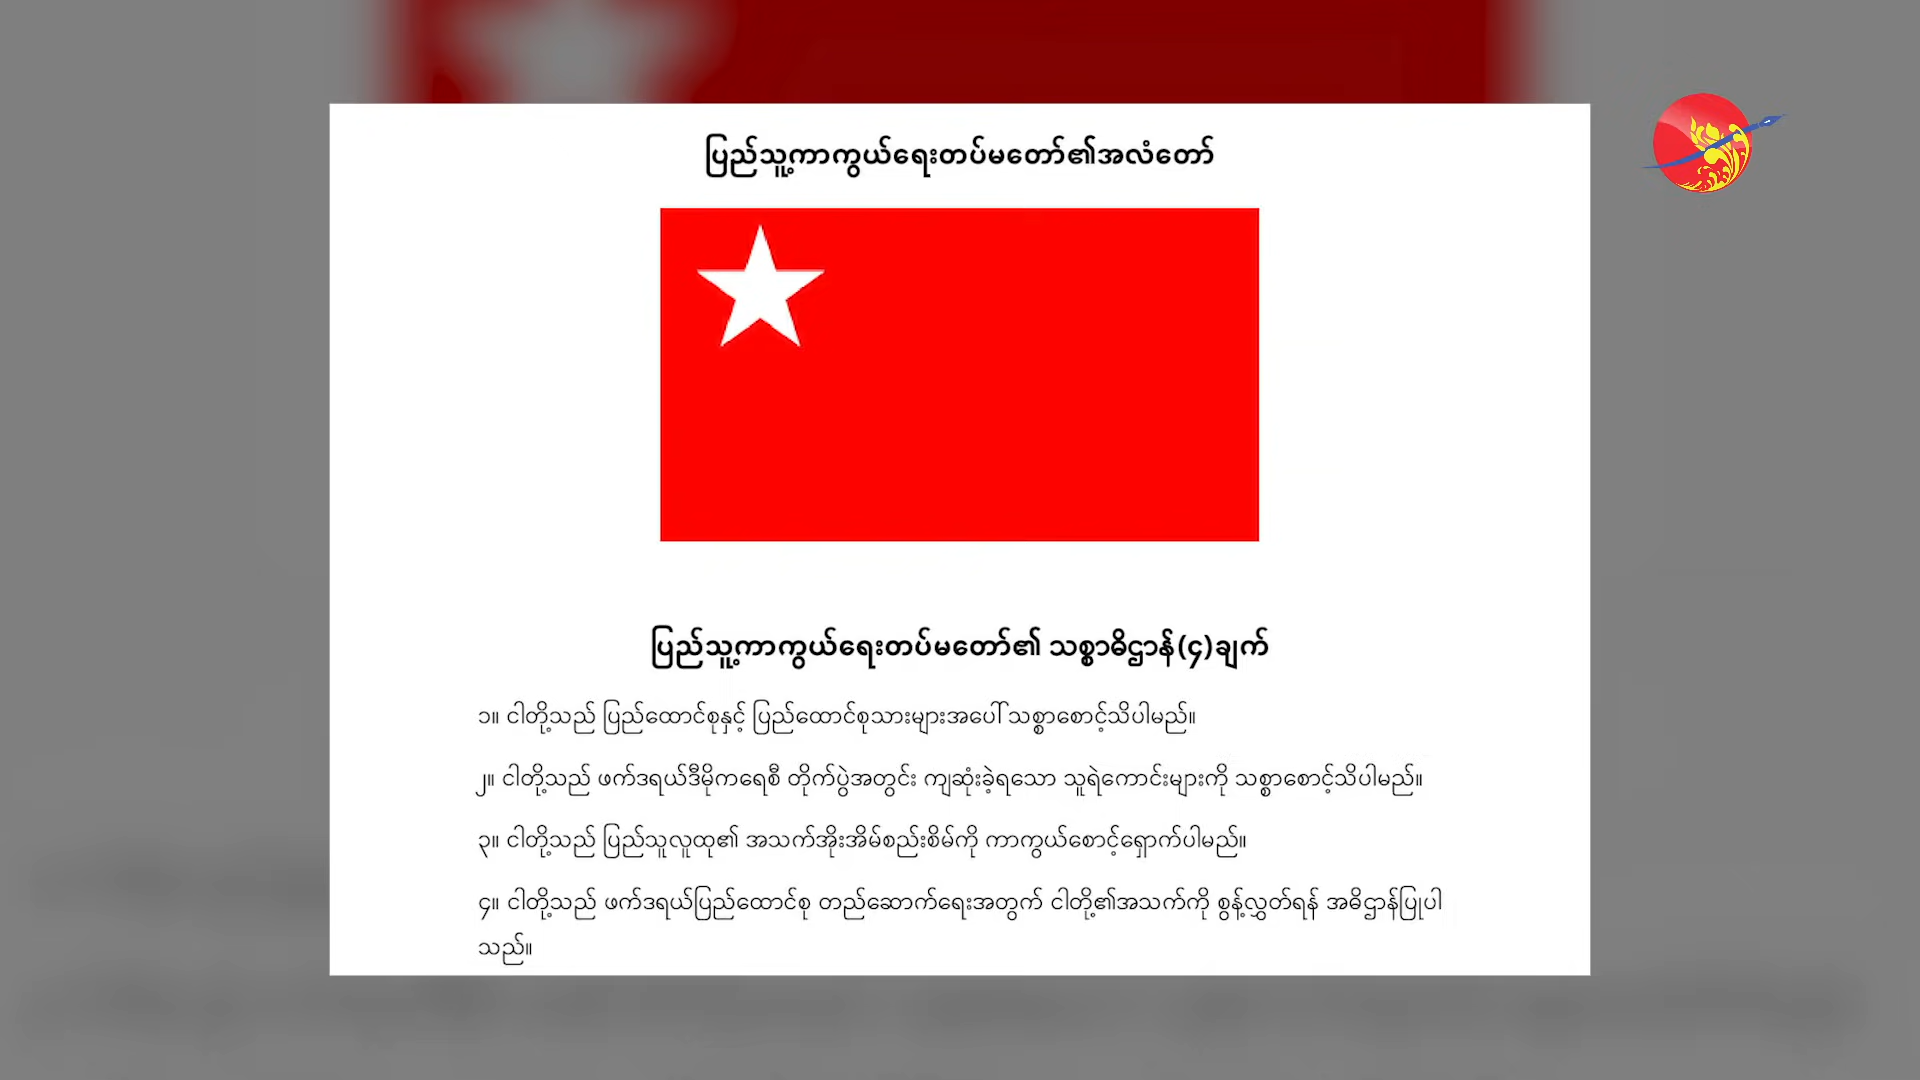 ပြည်သူ့ကာကွယ်ရေးတပ်မတော်၏အလံတော်
ပြည်သူ့ကာကွယ်ရေးတပ်မတော်၏ သစ္စာဓိဋ္ဌာန်(၄)ချက်
၁။ ငါတို့သည် ပြည်ထောင်စုနှင့် ပြည်ထောင်စုသားများအပေါ် သစ္စာစောင့်သိပါမည်။
၂။ ငါတို့သည် ဖက်ဒရယ်ဒီမိုကရေစီ တိုက်ပွဲအတွင်း ကျဆုံးခဲ့ရသော သူရဲကောင်းများကို သစ္စာစောင့်သိပါမည်။
၃။ ငါတို့သည် ပြည်သူလူထု၏ အသက်အိုးအိမ်စည်းစိမ်ကို ကာကွယ်စောင့်ရှောက်ပါမည်။
၄။ ငါတို့သည် ဖက်ဒရယ်ပြည်ထောင်စု တည်ဆောက်ရေးအတွက် ငါတို့၏အသက်ကို စွန့်လွှတ်ရန် အဓိဌာန်ပြုပါ
သည်။